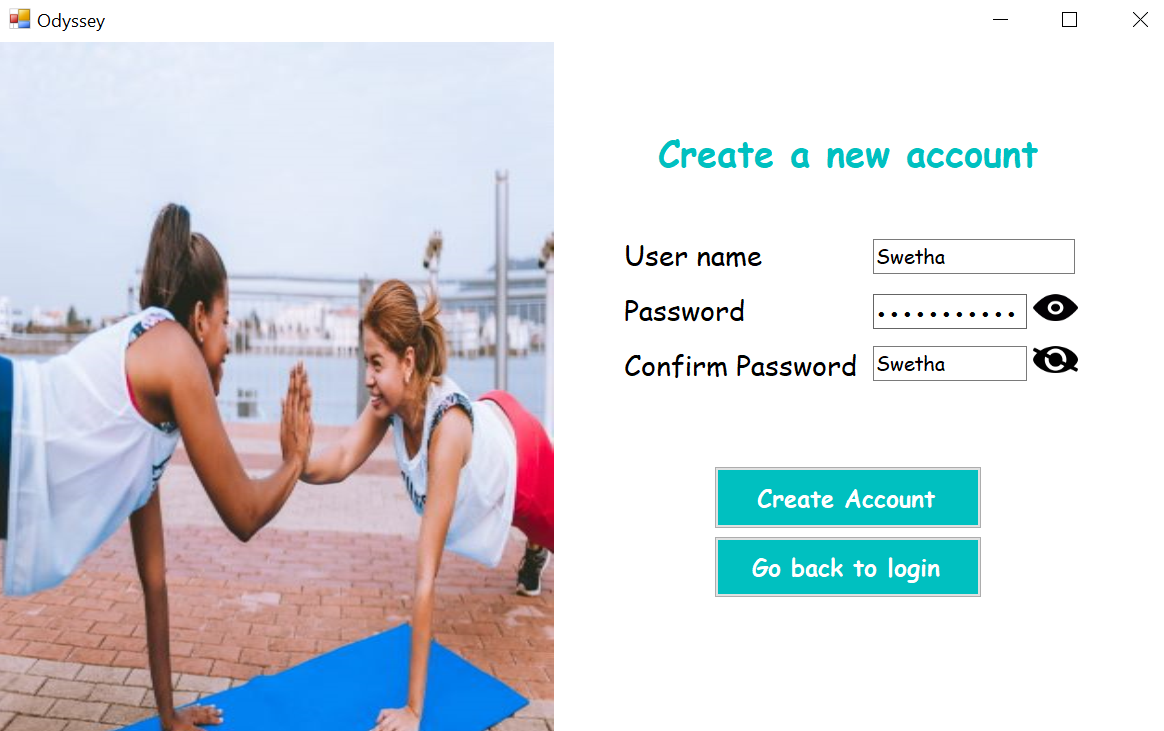 Odyssey
Create a new account
User name Swetha
Password •••••••••••
Confirm Password Swetha
Create Account
Go back to login